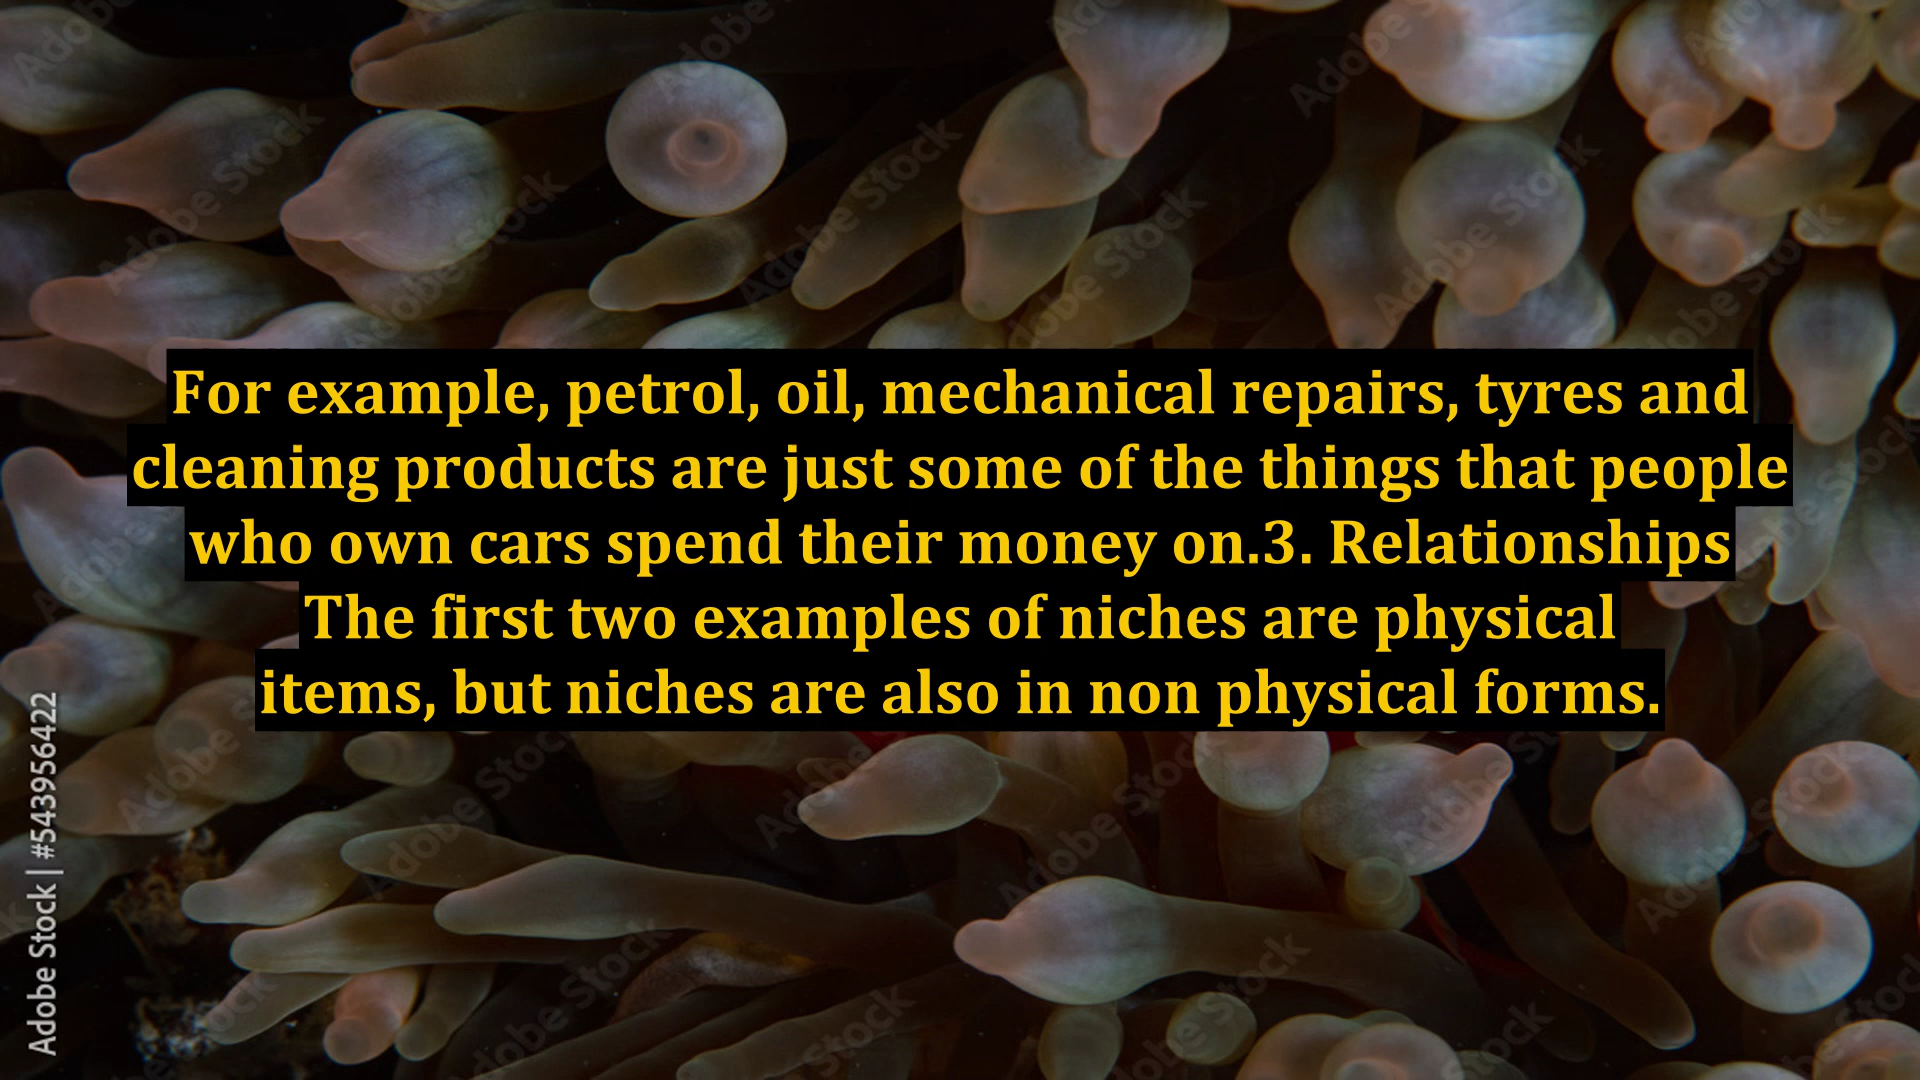 For example, petrol, oil, mechanical repairs, tyres and
cleaning products are just some of the things that people
who own cars spend their money on.3. Relationships
The first two examples of niches are physical
items, but niches are also in non physical forms.
Adobe Stock | #543956422